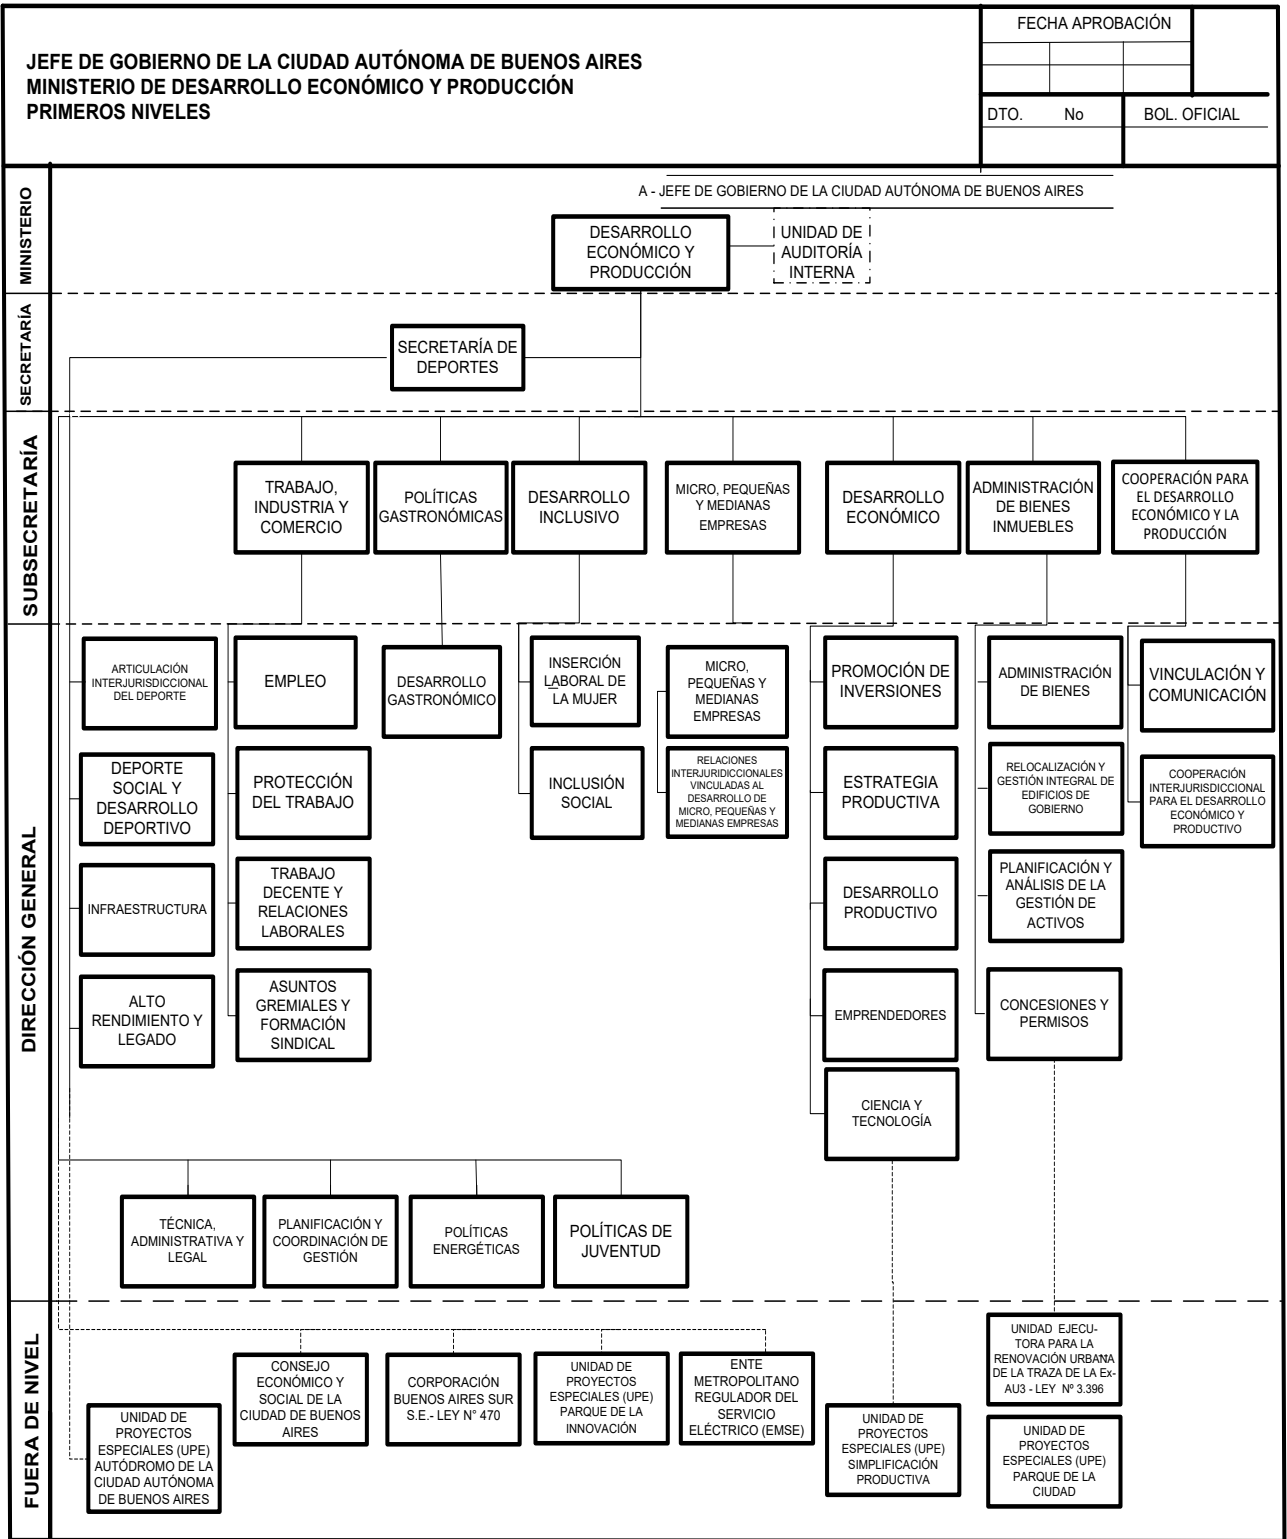 JEFE DE GOBIERNO DE LA CIUDAD AUTÓNOMA DE BUENOS AIRES
MINISTERIO DE DESARROLLO ECONÓMICO Y PRODUCCIÓN
PRIMEROS NIVELES
FECHA APROBACIÓN
DTO. No
BOL. OFICIAL
MINISTERIO
A - JEFE DE GOBIERNO DE LA CIUDAD AUTÓNOMA DE BUENOS AIRES
DESARROLLO
ECONÓMICO Y
PRODUCCIÓN
UNIDAD DE
AUDITORÍA
INTERNA
SECRETARÍA
SECRETARÍA DE
DEPORTES
SUBSECRETARÍA
TRABAJO,
INDUSTRIA Y
COMERCIO
POLÍTICAS
GASTRONÓMICAS
DESARROLLO
INCLUSIVO
MICRO, PEQUEÑAS
Y MEDIANAS
EMPRESAS
DESARROLLO
ECONÓMICO
ADMINISTRACIÓN
DE BIENES
INMUEBLES
COOPERACIÓN PARA
EL DESARROLLO
ECONÓMICO Y LA
PRODUCCIÓN
DIRECCIÓN GENERAL
ARTICULACIÓN
INTERJURISDICCIONAL
DEL DEPORTE
EMPLEO
DESARROLLO
GASTRONÓMICO
INSERCIÓN
LABORAL DE
LA MUJER
MICRO,
PEQUEÑAS Y
MEDIANAS
EMPRESAS
PROMOCIÓN DE
INVERSIONES
ADMINISTRACIÓN
DE BIENES
VINCULACIÓN Y
COMUNICACIÓN
DEPORTE
SOCIAL Y
DESARROLLO
DEPORTIVO
PROTECCIÓN
DEL TRABAJO
INCLUSIÓN
SOCIAL
RELACIONES
INTERJURIDICCIONALES
VINCULADAS AL
DESARROLLO DE
MICRO, PEQUEÑAS Y
MEDIANAS EMPRESAS
ESTRATEGIA
PRODUCTIVA
RELOCALIZACIÓN Y
GESTIÓN INTEGRAL DE
EDIFICIOS DE
GOBIERNO
COOPERACIÓN
INTERJURISDICCIONAL
PARA EL DESARROLLO
ECONÓMICO Y
PRODUCTIVO
INFRAESTRUCTURA
TRABAJO
DECENTE Y
RELACIONES
LABORALES
DESARROLLO
PRODUCTIVO
PLANIFICACIÓN Y
ANÁLISIS DE LA
GESTIÓN DE
ACTIVOS
ALTO
RENDIMIENTO Y
LEGADO
ASUNTOS
GREMIALES Y
FORMACIÓN
SINDICAL
EMPRENDEDORES
CONCESIONES Y
PERMISOS
CIENCIA Y
TECNOLOGÍA
TÉCNICA,
ADMINISTRATIVA Y
LEGAL
PLANIFICACIÓN Y
COORDINACIÓN DE
GESTIÓN
POLÍTICAS
ENERGÉTICAS
POLÍTICAS DE
JUVENTUD
FUERA DE NIVEL
UNIDAD DE
PROYECTOS
ESPECIALES (UPE)
AUTÓDROMO DE LA
CIUDAD AUTÓNOMA
DE BUENOS AIRES
CONSEJO
ECONÓMICO Y
SOCIAL DE LA
CIUDAD DE BUENOS
AIRES
CORPORACIÓN
BUENOS AIRES SUR
S.E.- LEY N° 470
UNIDAD DE
PROYECTOS
ESPECIALES (UPE)
PARQUE DE LA
INNOVACIÓN
ENTE
METROPOLITANO
REGULADOR DEL
SERVICIO
ELÉCTRICO (EMSE)
UNIDAD DE
PROYECTOS
ESPECIALES (UPE)
SIMPLIFICACIÓN
PRODUCTIVA
UNIDAD EJECU-
TORA PARA LA
RENOVACIÓN URBANA
DE LA TRAZA DE LA Ex-
AU3 - LEY Nº 3.396
UNIDAD DE
PROYECTOS
ESPECIALES (UPE)
PARQUE DE LA
CIUDAD